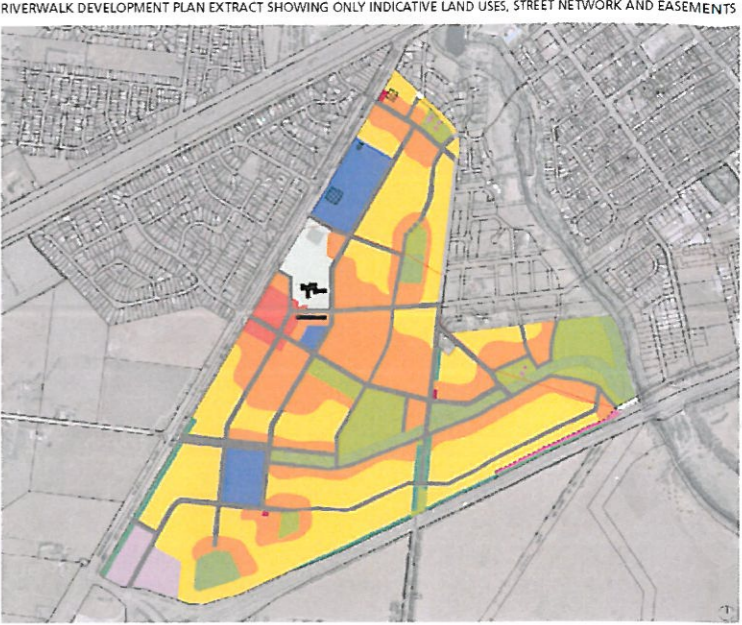 RIVERWALK DEVELOPMENT PLAN EXTRACT SHOWING ONLY INDICATIVE LAND USES, STREET NETWORK AND EASEMENTS